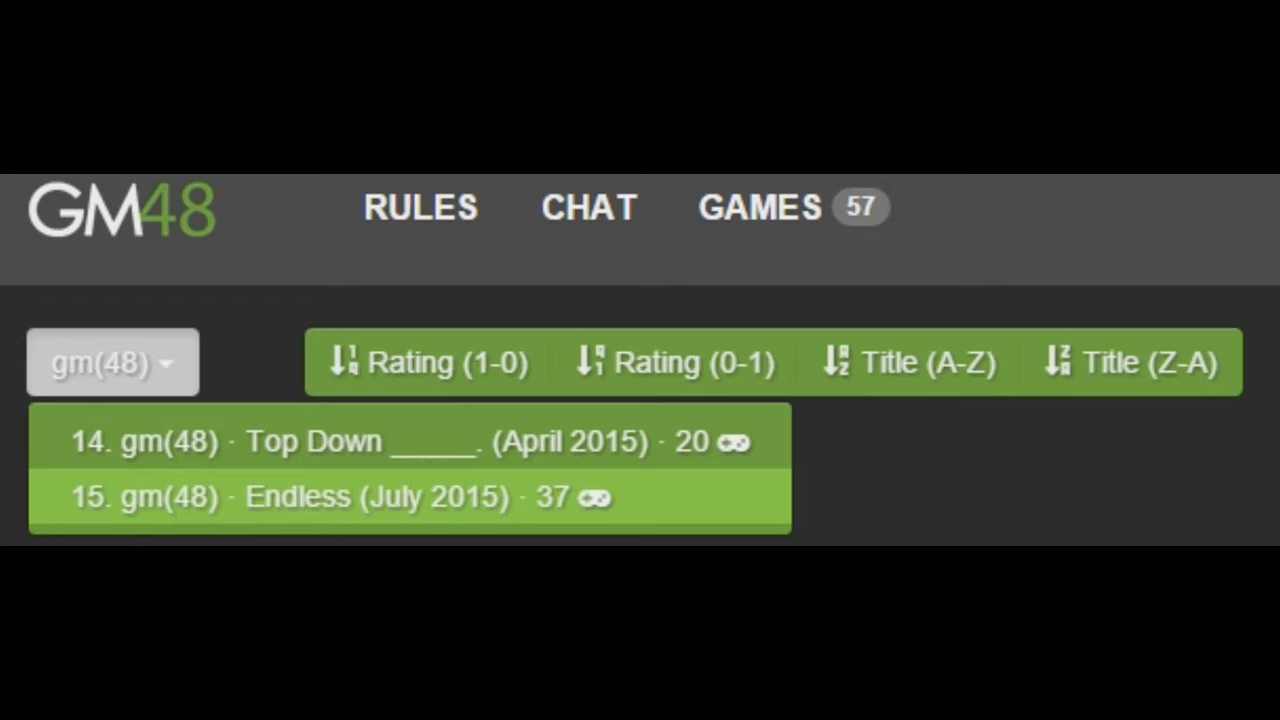 GM48 RULES CHAT GAMES 57
gm(48) Rating (1-0) Rating (0-1) Title (A-Z) Title (Z-A)
14. gm(48) · Top Down _____. (April 2015) · 20
15. gm(48) · Endless (July 2015) · 37